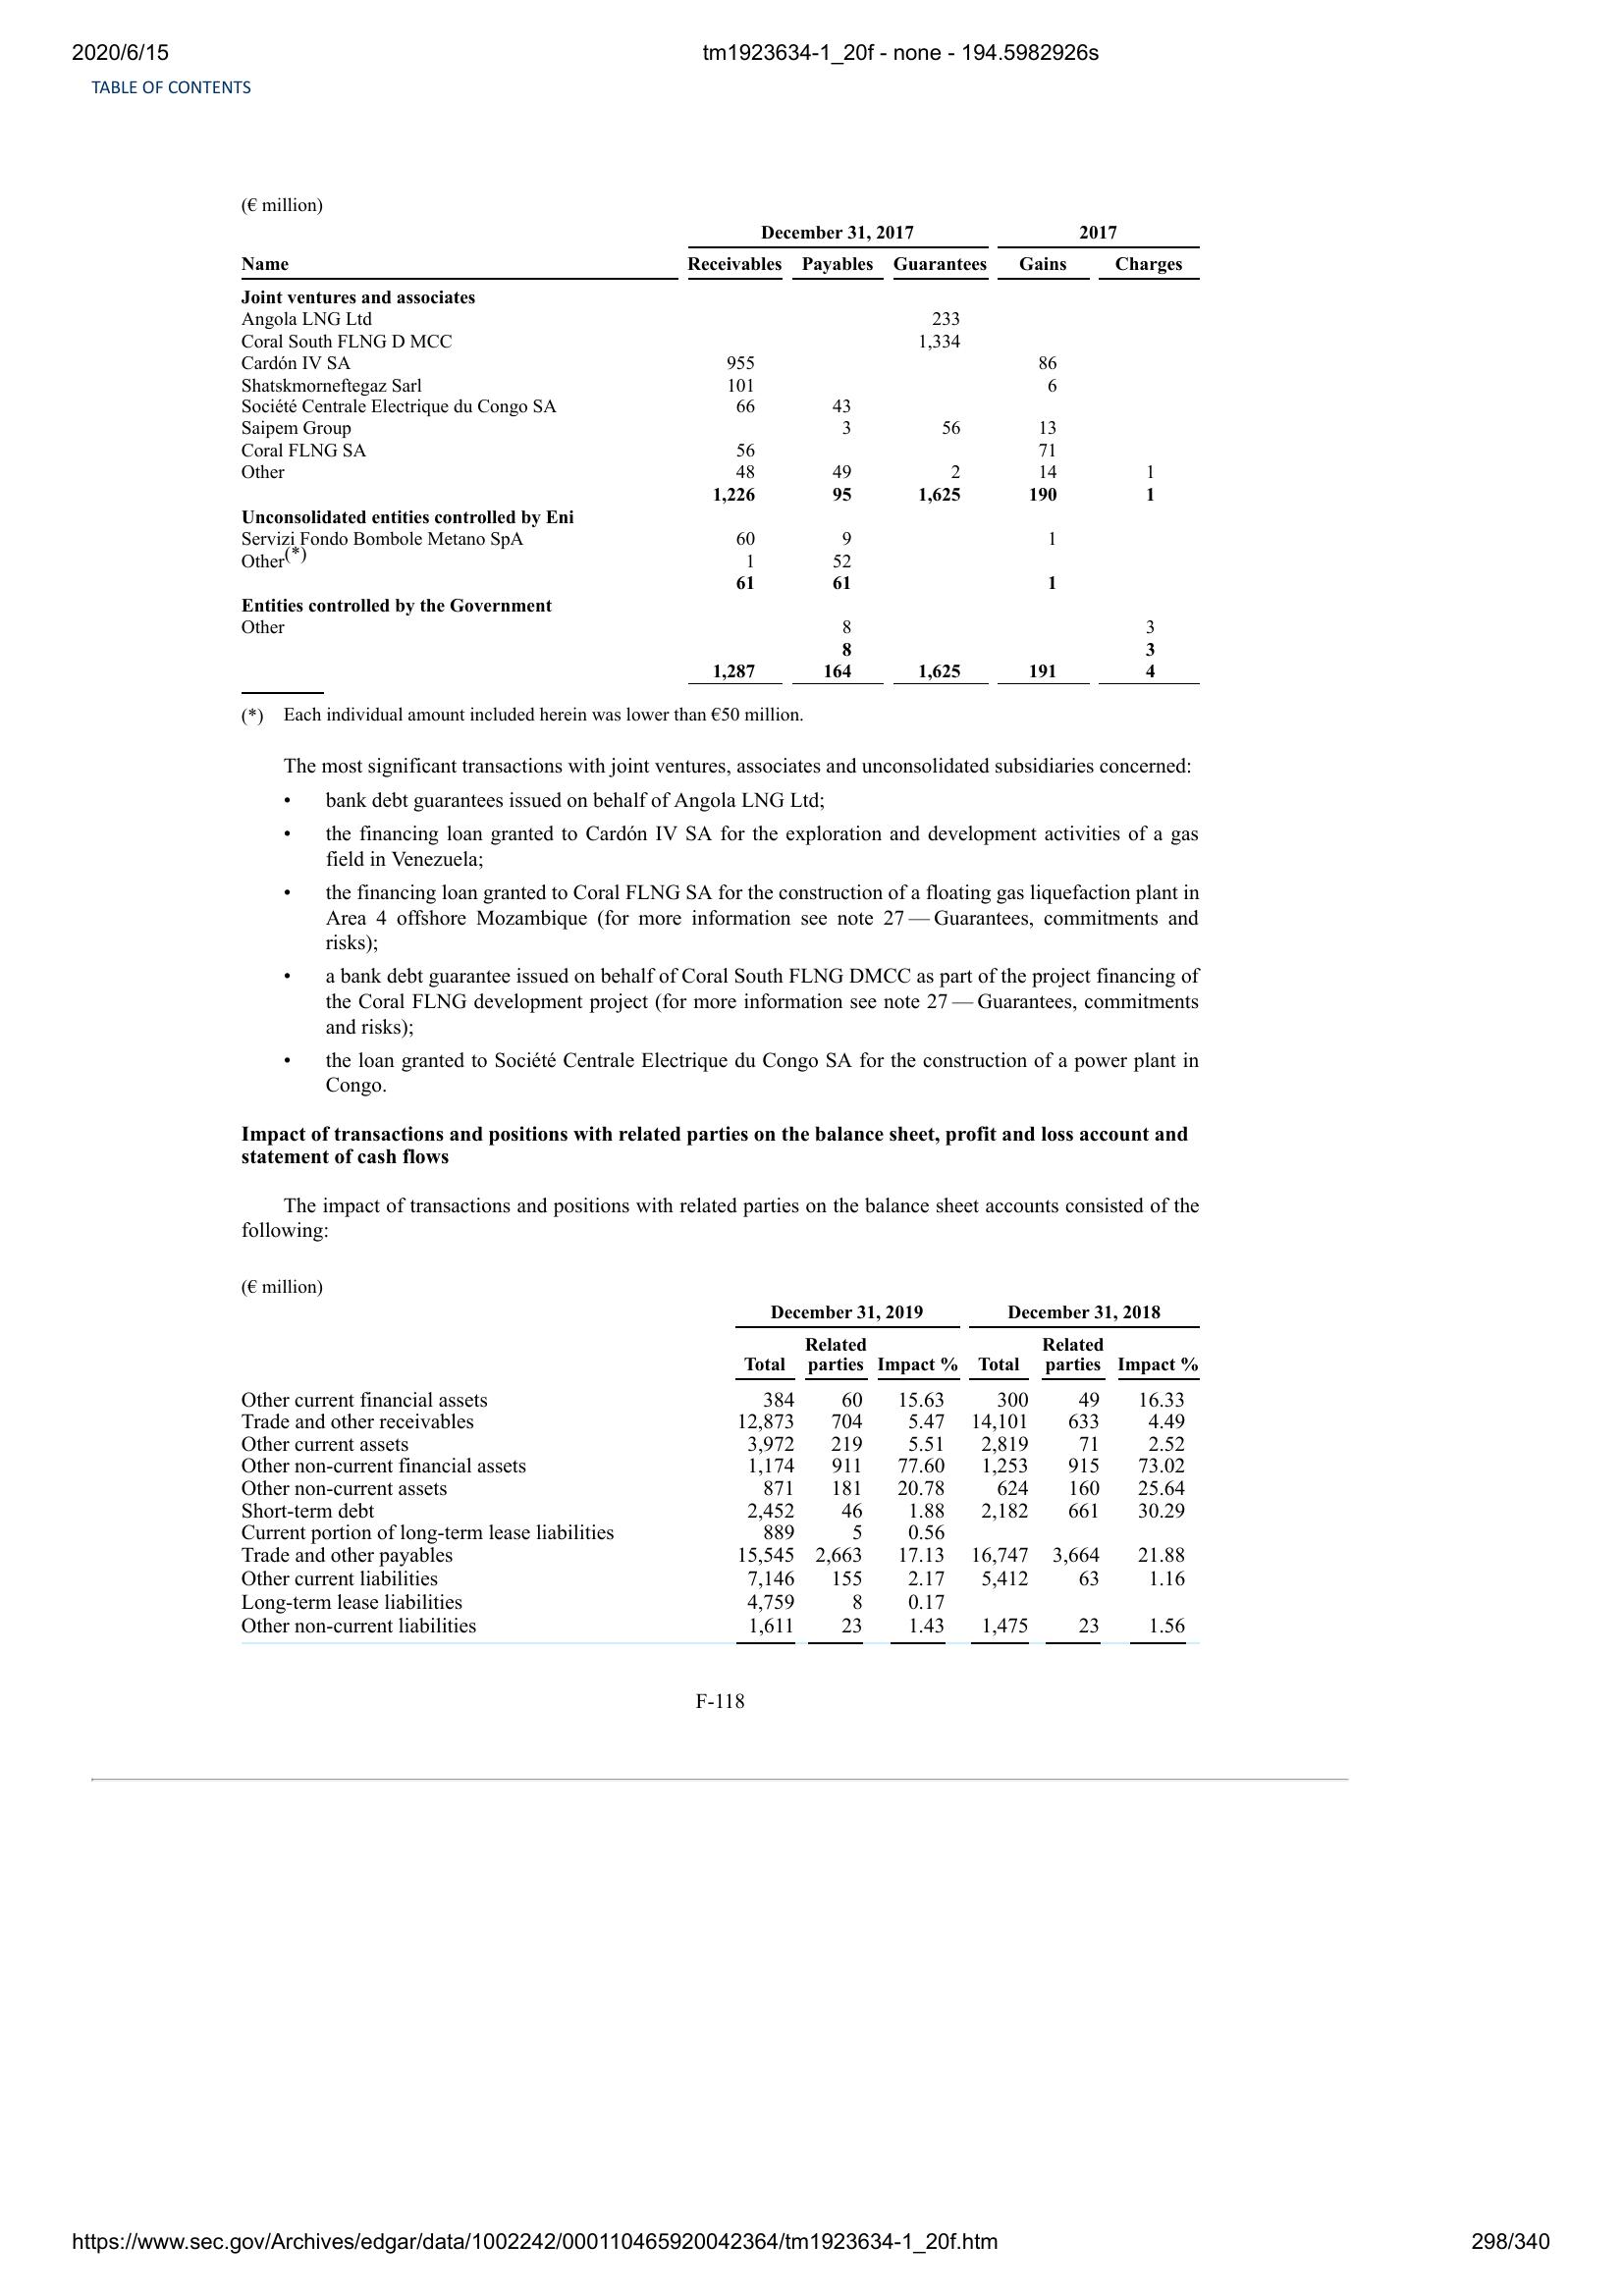 2020/6/15 tm1923634-1_20f - none - 194.5982926s
TABLE OF CONTENTS
(€ million)
December 31, 2017 2017
Name Receivables Payables Guarantees Gains Charges
Joint ventures and associates
Angola LNG Ltd 233
Coral South FLNG D MCC 1,334
Cardón IV SA 955 86
Shatskmorneftegaz Sarl 101 6
Société Centrale Electrique du Congo SA 66 43
Saipem Group 3 56 13
Coral FLNG SA 56 71
Other 48 49 2 14 1
1,226 95 1,625 190 1
Unconsolidated entities controlled by Eni
Servizi Fondo Bombole Metano SpA 60 9 1
Other(*) 1 52
61 61 1
Entities controlled by the Government
Other 8 3
8 3
1,287 164 1,625 191 4
(*) Each individual amount included herein was lower than €50 million.
The most significant transactions with joint ventures, associates and unconsolidated subsidiaries concerned:
• bank debt guarantees issued on behalf of Angola LNG Ltd;
• the financing loan granted to Cardón IV SA for the exploration and development activities of a gas
field in Venezuela;
• the financing loan granted to Coral FLNG SA for the construction of a floating gas liquefaction plant in
Area 4 offshore Mozambique (for more information see note 27 — Guarantees, commitments and
risks);
• a bank debt guarantee issued on behalf of Coral South FLNG DMCC as part of the project financing of
the Coral FLNG development project (for more information see note 27 — Guarantees, commitments
and risks);
• the loan granted to Société Centrale Electrique du Congo SA for the construction of a power plant in
Congo.
Impact of transactions and positions with related parties on the balance sheet, profit and loss account and
statement of cash flows
The impact of transactions and positions with related parties on the balance sheet accounts consisted of the
following:
(€ million)
December 31, 2019 December 31, 2018
Related Related
Total parties Impact % Total parties Impact %
Other current financial assets 384 60 15.63 300 49 16.33
Trade and other receivables 12,873 704 5.47 14,101 633 4.49
Other current assets 3,972 219 5.51 2,819 71 2.52
Other non-current financial assets 1,174 911 77.60 1,253 915 73.02
Other non-current assets 871 181 20.78 624 160 25.64
Short-term debt 2,452 46 1.88 2,182 661 30.29
Current portion of long-term lease liabilities 889 5 0.56
Trade and other payables 15,545 2,663 17.13 16,747 3,664 21.88
Other current liabilities 7,146 155 2.17 5,412 63 1.16
Long-term lease liabilities 4,759 8 0.17
Other non-current liabilities 1,611 23 1.43 1,475 23 1.56
F-118
https://www.sec.gov/Archives/edgar/data/1002242/000110465920042364/tm1923634-1_20f.htm 298/340